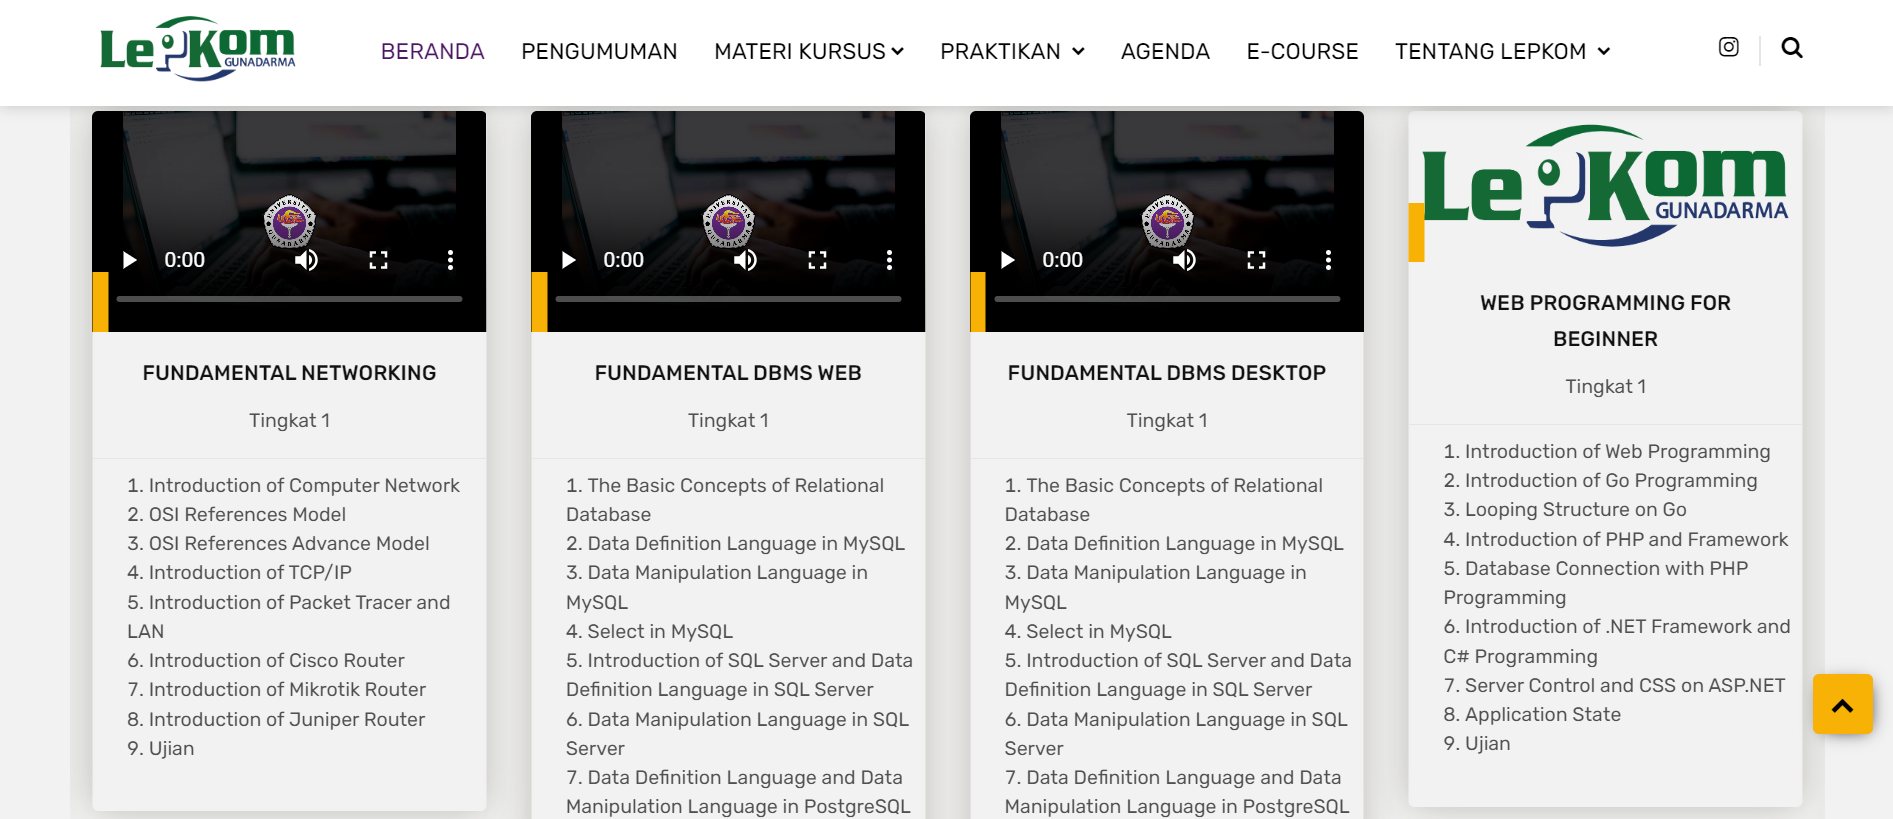 LePKom
GUNADARMA
BERANDA
PENGUMUMAN
MATERI KURSUS
PRAKTIKAN
AGENDA
E-COURSE
TENTANG LEPKOM
UNIVERSITAS GUNADARMA
0:00
FUNDAMENTAL NETWORKING
Tingkat 1
1. Introduction of Computer Network
2. OSI References Model
3. OSI References Advance Model
4. Introduction of TCP/IP
5. Introduction of Packet Tracer and
LAN
6. Introduction of Cisco Router
7. Introduction of Mikrotik Router
8. Introduction of Juniper Router
9. Ujian
UNIVERSITAS GUNADARMA
0:00
FUNDAMENTAL DBMS WEB
Tingkat 1
1. The Basic Concepts of Relational
Database
2. Data Definition Language in MySQL
3. Data Manipulation Language in
MySQL
4. Select in MySQL
5. Introduction of SQL Server and Data
Definition Language in SQL Server
6. Data Manipulation Language in SQL
Server
7. Data Definition Language and Data
Manipulation Language in PostgreSQL
UNIVERSITAS GUNADARMA
0:00
FUNDAMENTAL DBMS DESKTOP
Tingkat 1
1. The Basic Concepts of Relational
Database
2. Data Definition Language in MySQL
3. Data Manipulation Language in
MySQL
4. Select in MySQL
5. Introduction of SQL Server and Data
Definition Language in SQL Server
6. Data Manipulation Language in SQL
Server
7. Data Definition Language and Data
Manipulation Language in PostgreSQL
LePKom
GUNADARMA
WEB PROGRAMMING FOR
BEGINNER
Tingkat 1
1. Introduction of Web Programming
2. Introduction of Go Programming
3. Looping Structure on Go
4. Introduction of PHP and Framework
5. Database Connection with PHP
Programming
6. Introduction of .NET Framework and
C# Programming
7. Server Control and CSS on ASP.NET
8. Application State
9. Ujian